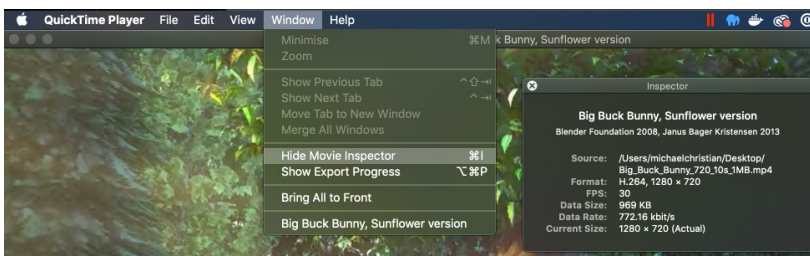 QuickTime Player File Edit View Window Help
k Bunny, Sunflower version
Minimise ⌘M
Zoom
Show Previous Tab ^⇧⇥
Show Next Tab ^⇥
Move Tab to New Window
Merge All Windows
Hide Movie Inspector ⌘I
Show Export Progress ⌥⌘P
Bring All to Front
Big Buck Bunny, Sunflower version
Inspector
Big Buck Bunny, Sunflower version
Blender Foundation 2008, Janus Bager Kristensen 2013
Source: /Users/michaelchristian/Desktop/
Big_Buck_Bunny_720_10s_1MB.mp4
Format: H.264, 1280 × 720
FPS: 30
Data Size: 969 KB
Data Rate: 772.16 kbit/s
Current Size: 1280 × 720 (Actual)